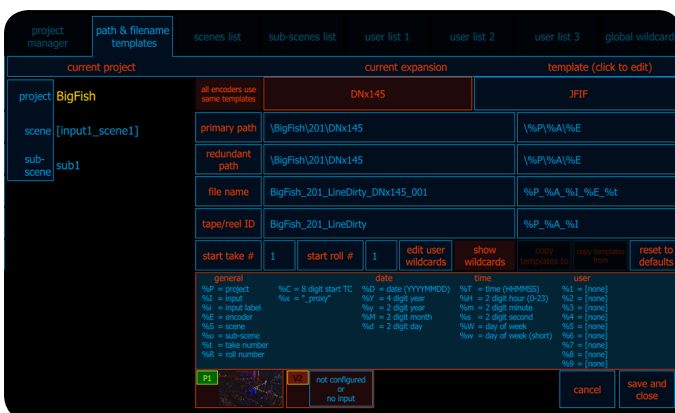 project manager
path & filename templates
scenes list
sub-scenes list
user list 1
user list 2
user list 3
global wildcard
current project
current expansion
template (click to edit)
project BigFish
scene [input1_scene1]
sub-scene sub1
all encoders use same templates
DNx145
JFIF
primary path \BigFish\201\DNx145 \%P\%A\%E
redundant path \BigFish\201\DNx145 \%P\%A\%E
file name BigFish_201_LineDirty_DNx145_001 %P_%A_%I_%E_%t
tape/reel ID BigFish_201_LineDirty %P_%A_%I
start take # 1 start roll # 1 edit user wildcards show wildcards copy templates to copy templates from reset to defaults
general
%P = project
%I = input
%i = input label
%E = encoder
%S = scene
%u = sub-scene
%t = take number
%R = roll number
%C = 8 digit start TC
%x = "_proxy"
date
%D = date (YYYYMMDD)
%Y = 4 digit year
%y = 2 digit year
%M = 2 digit month
%d = 2 digit day
time
%T = time (HHMMSS)
%H = 2 digit hour (0-23)
%m = 2 digit minute
%s = 2 digit second
%W = day of week
%w = day of week (short)
user
%1 = [none]
%2 = [none]
%3 = [none]
%4 = [none]
%5 = [none]
%6 = [none]
%7 = [none]
%8 = [none]
%9 = [none]
P1
V2
not configured
or
no input
cancel
save and close